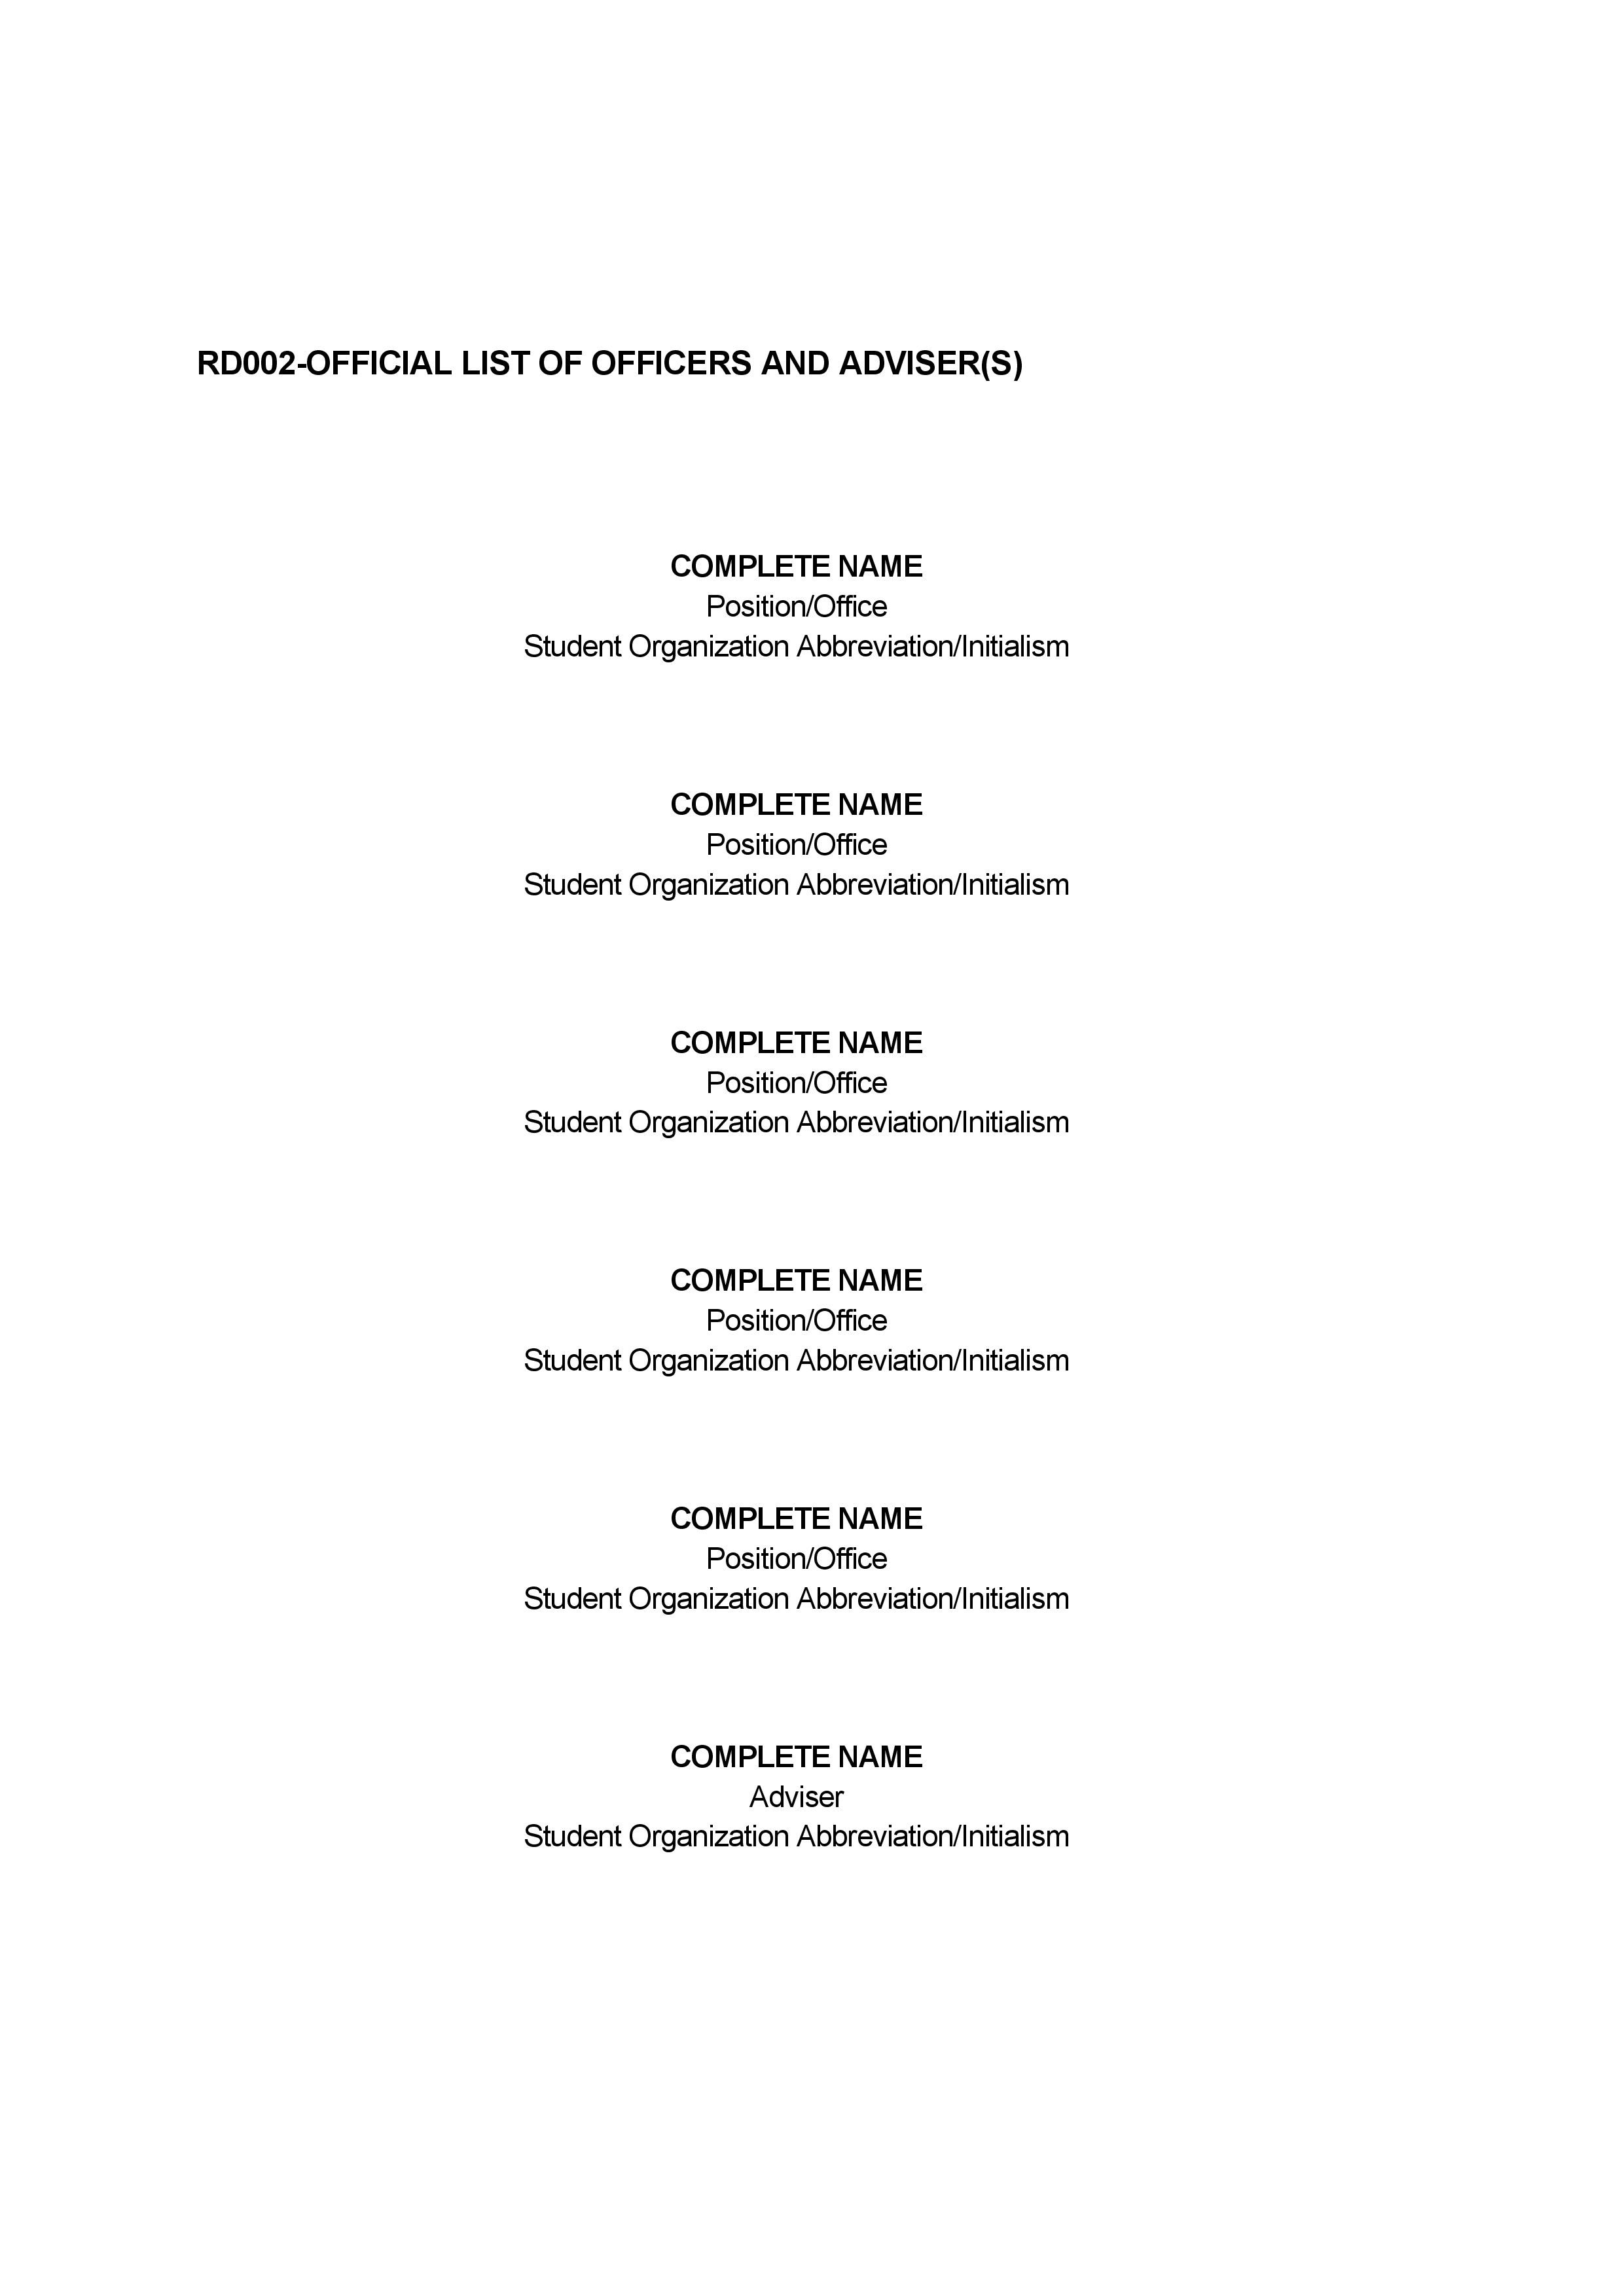 RD002-OFFICIAL LIST OF OFFICERS AND ADVISER(S)
COMPLETE NAME
Position/Office
Student Organization Abbreviation/Initialism
COMPLETE NAME
Position/Office
Student Organization Abbreviation/Initialism
COMPLETE NAME
Position/Office
Student Organization Abbreviation/Initialism
COMPLETE NAME
Position/Office
Student Organization Abbreviation/Initialism
COMPLETE NAME
Position/Office
Student Organization Abbreviation/Initialism
COMPLETE NAME
Adviser
Student Organization Abbreviation/Initialism